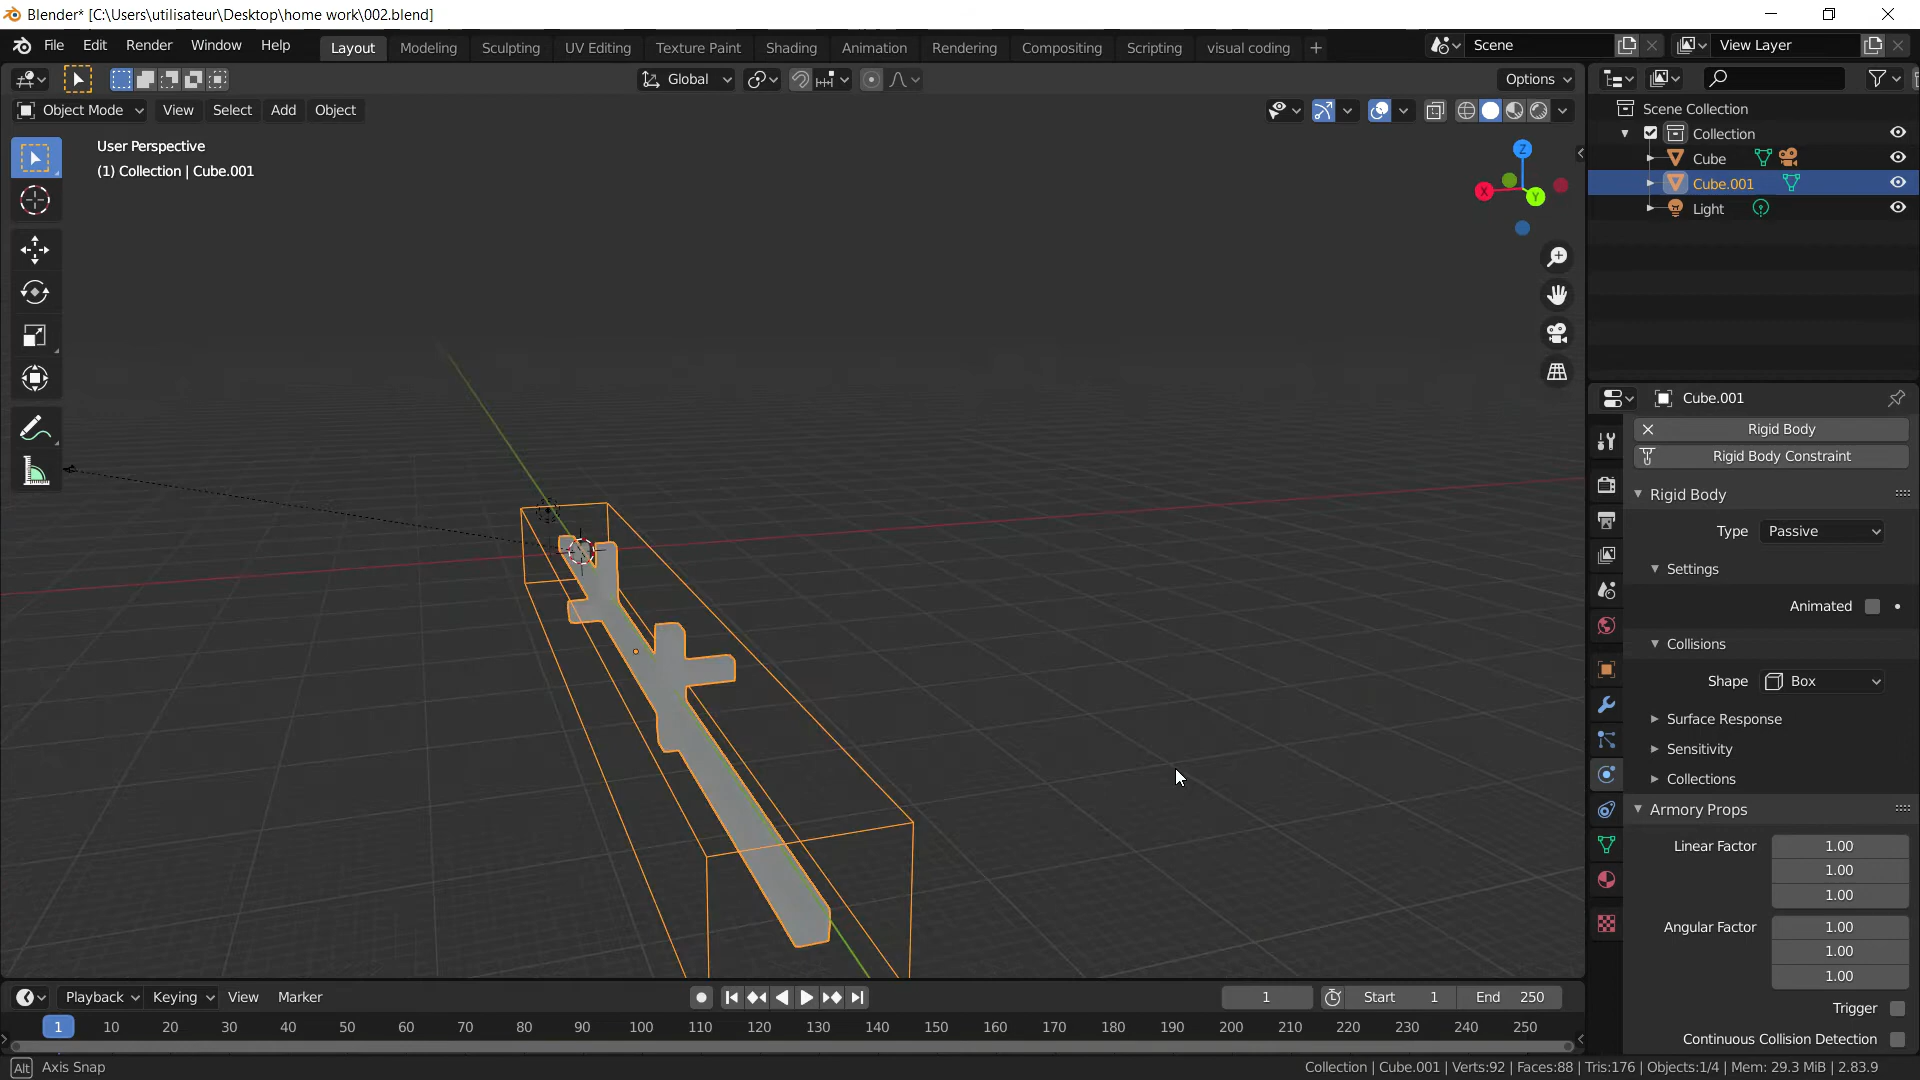 Blender* [C:\Users\utilisateur\Desktop\home work\002.blend]
File Edit Render Window Help Layout Modeling Sculpting UV Editing Texture Paint Shading Animation Rendering Compositing Scripting visual coding + Scene View Layer
Global Options
Object Mode View Select Add Object
User Perspective
(1) Collection | Cube.001
Z
X Y
Scene Collection
Collection
Cube
Cube.001
Light
Cube.001
Rigid Body
Rigid Body Constraint
Rigid Body
Type Passive
Settings
Animated
Collisions
Shape Box
Surface Response
Sensitivity
Collections
Armory Props
Linear Factor 1.00
1.00
1.00
Angular Factor 1.00
1.00
1.00
Trigger
Continuous Collision Detection
Playback Keying View Marker 1 Start 1 End 250
1 10 20 30 40 50 60 70 80 90 100 110 120 130 140 150 160 170 180 190 200 210 220 230 240 250
Alt Axis Snap
Collection | Cube.001 | Verts:92 | Faces:88 | Tris:176 | Objects:1/4 | Mem: 29.3 MiB | 2.83.9